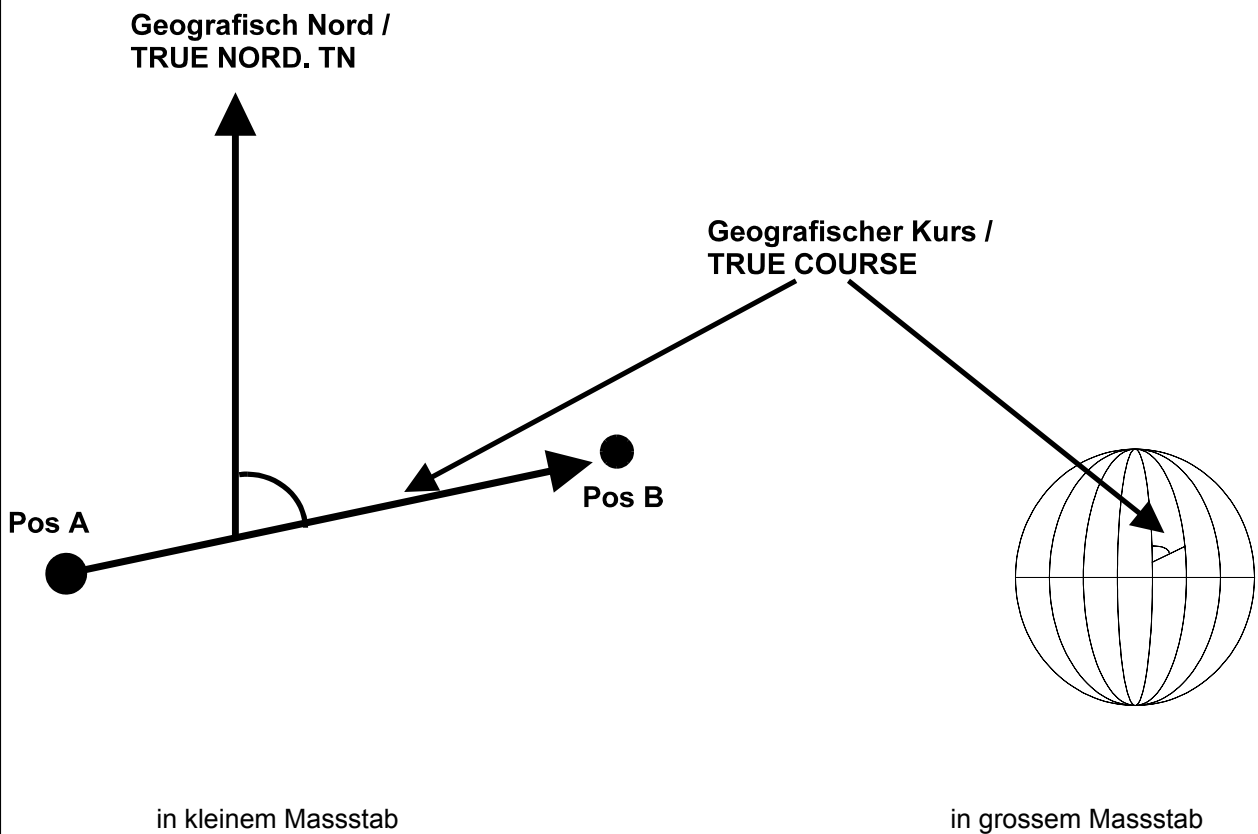 Geografisch Nord /
TRUE NORD. TN
Geografischer Kurs /
TRUE COURSE
Pos B
Pos A
in kleinem Massstab
in grossem Massstab